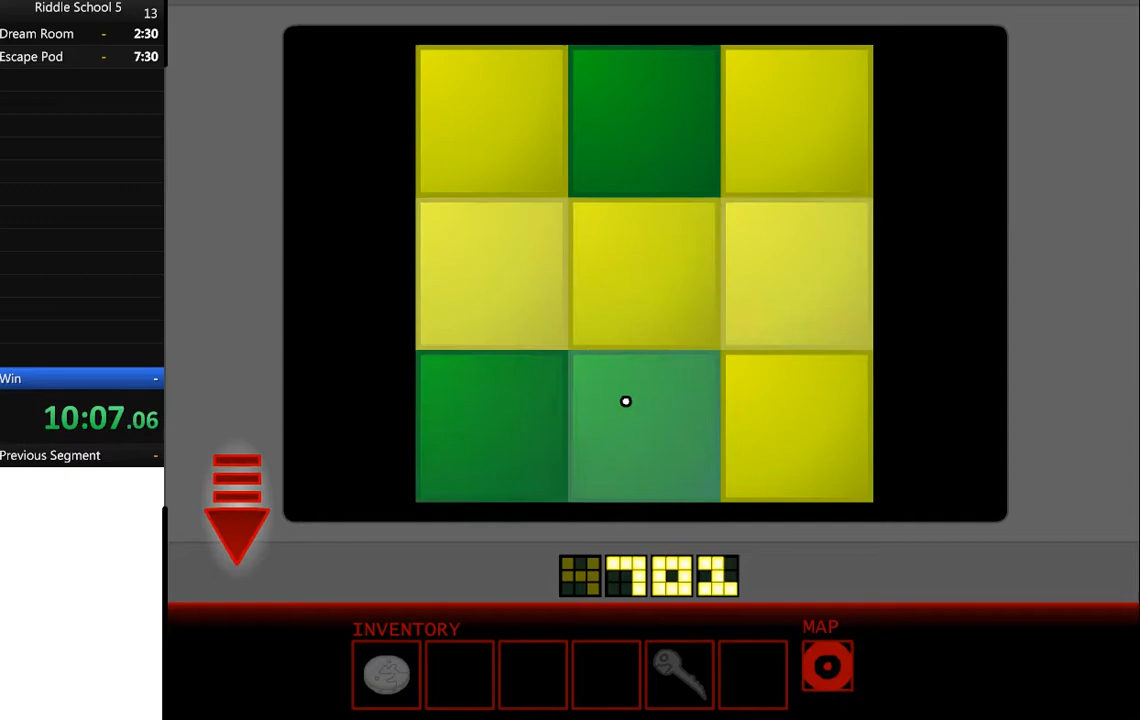 Riddle School 5
13
Dream Room - 2:30
Escape Pod - 7:30
Win -
10:07.06
Previous Segment -
4701
INVENTORY
MAP